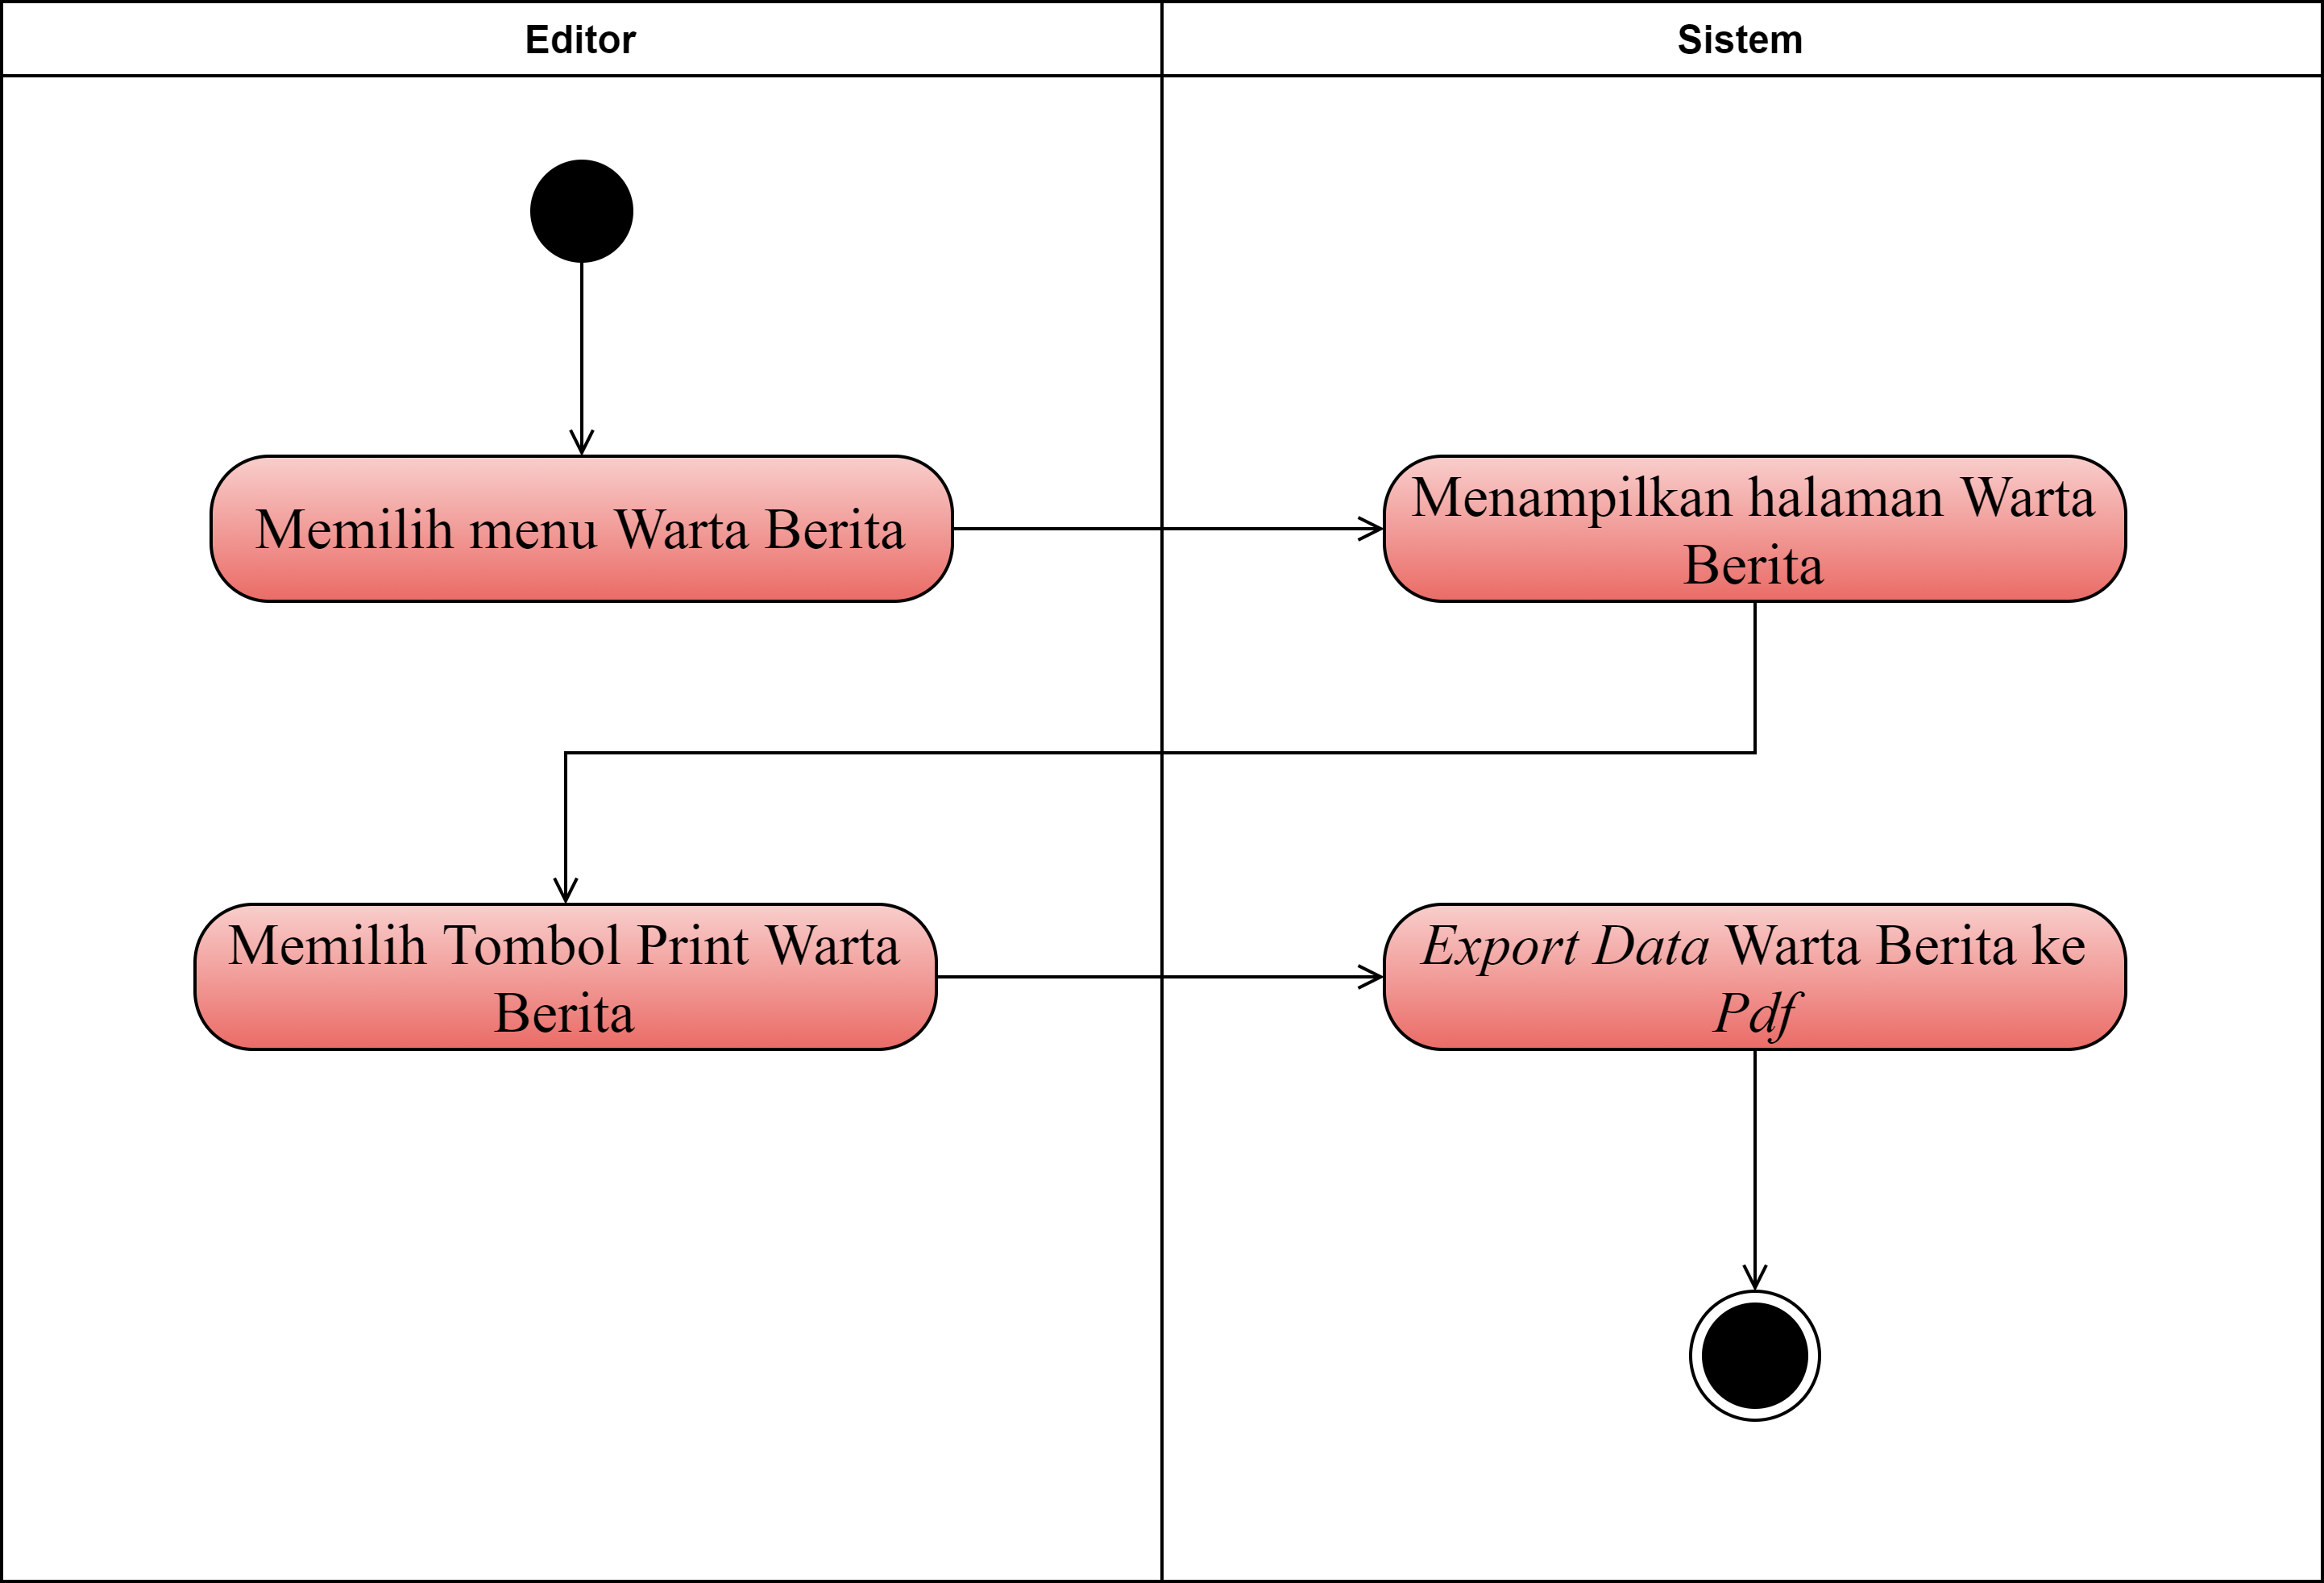 Editor
Sistem
Memilih menu Warta Berita
Menampilkan halaman Warta
Berita
Memilih Tombol Print Warta
Berita
Export Data Warta Berita ke
Pdf